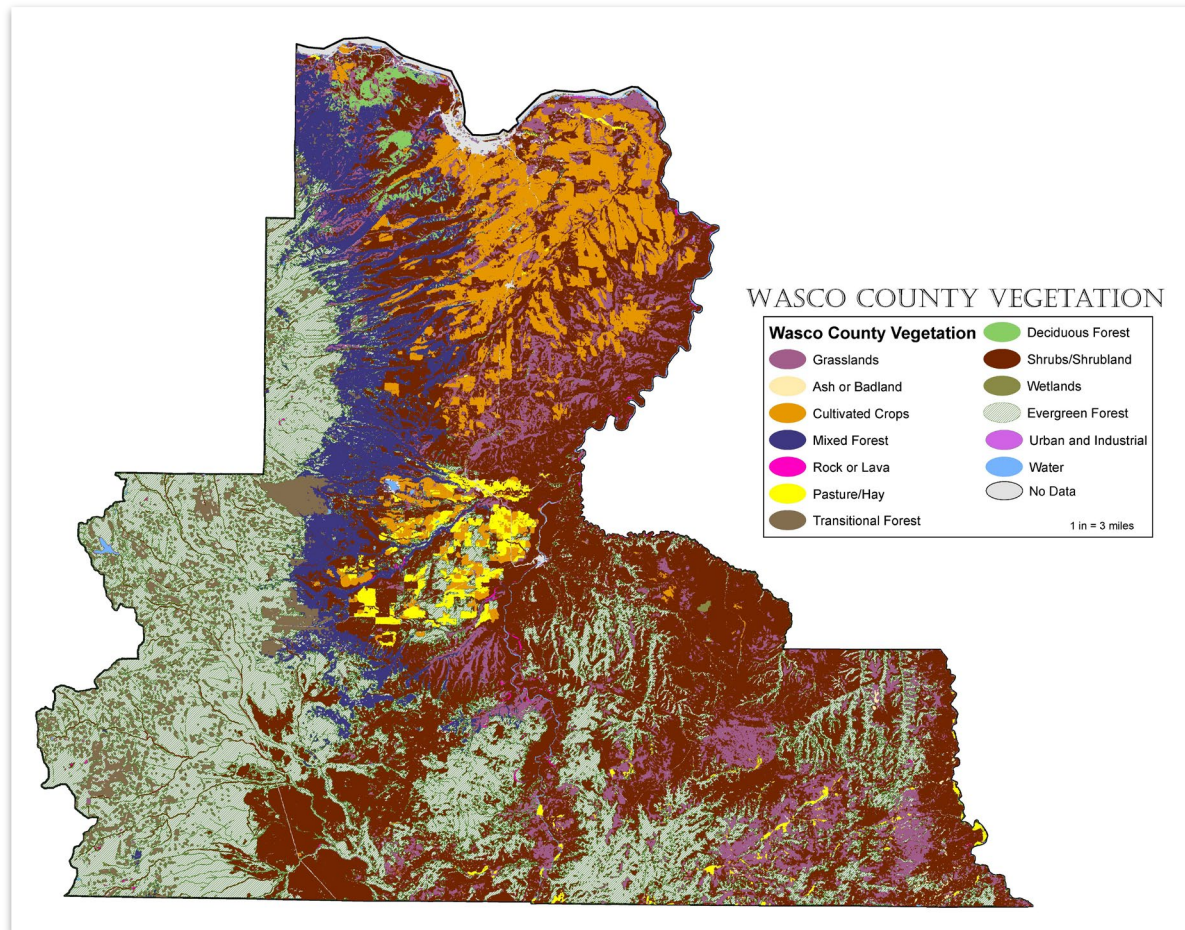 WASCO COUNTY VEGETATION
Wasco County Vegetation
Grasslands
Ash or Badland
Cultivated Crops
Mixed Forest
Rock or Lava
Pasture/Hay
Transitional Forest
Deciduous Forest
Shrubs/Shrubland
Wetlands
Evergreen Forest
Urban and Industrial
Water
No Data
1 in = 3 miles